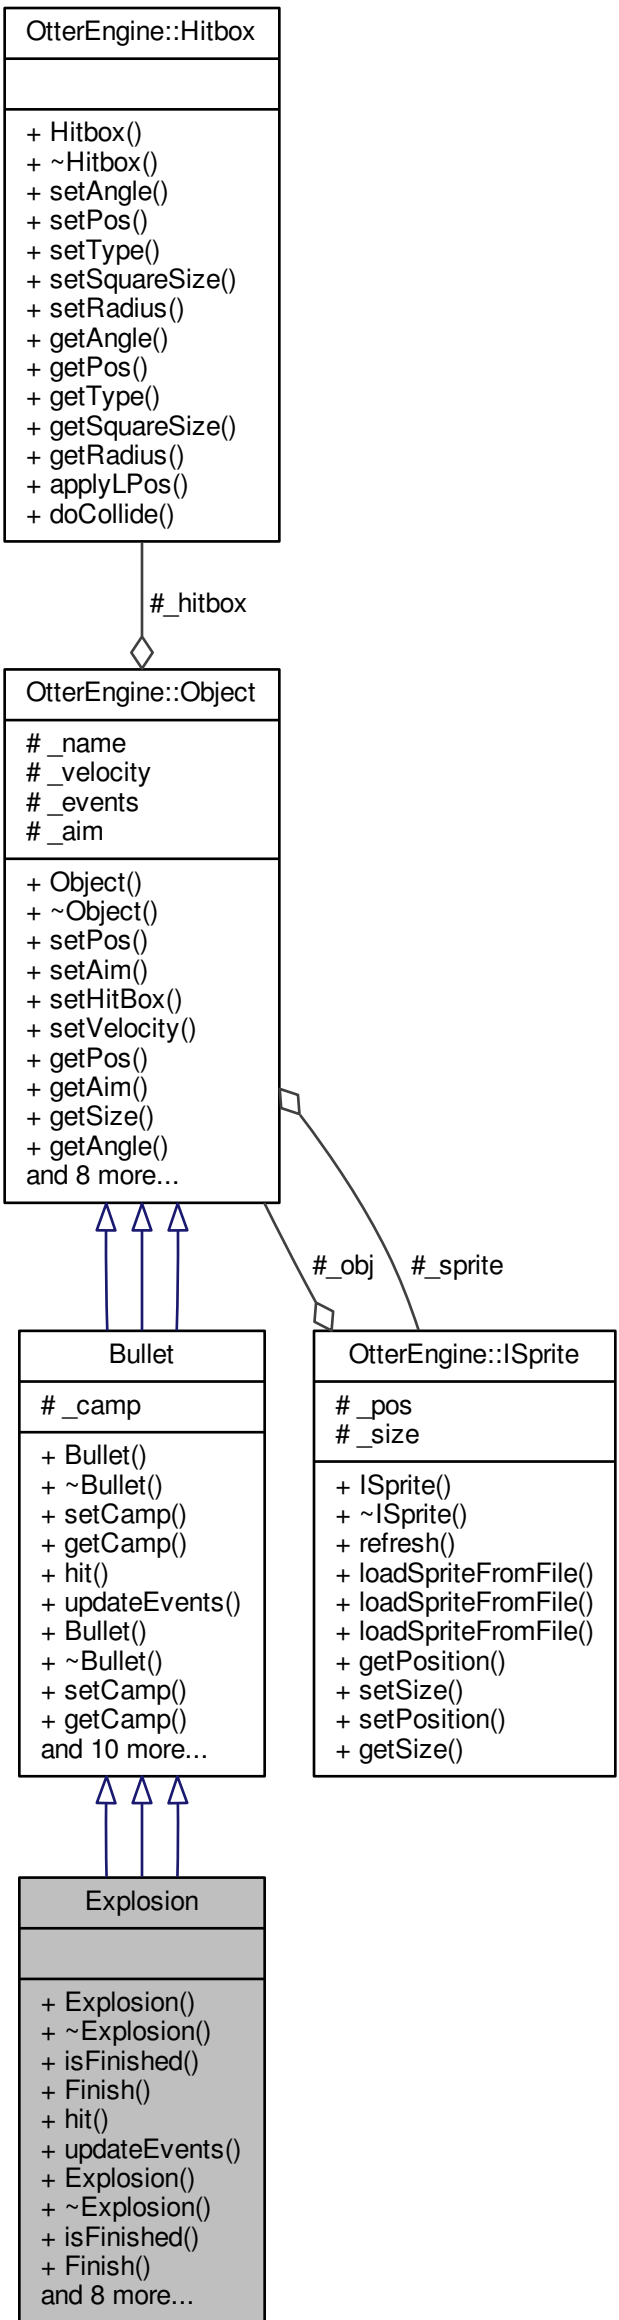 OtterEngine::Hitbox
+ Hitbox()
+ ~Hitbox()
+ setAngle()
+ setPos()
+ setType()
+ setSquareSize()
+ setRadius()
+ getAngle()
+ getPos()
+ getType()
+ getSquareSize()
+ getRadius()
+ applyLPos()
+ doCollide()
#_hitbox
OtterEngine::Object
# _name
# _velocity
# _events
# _aim
+ Object()
+ ~Object()
+ setPos()
+ setAim()
+ setHitBox()
+ setVelocity()
+ getPos()
+ getAim()
+ getSize()
+ getAngle()
and 8 more...
#_obj
#_sprite
Bullet
# _camp
+ Bullet()
+ ~Bullet()
+ setCamp()
+ getCamp()
+ hit()
+ updateEvents()
+ Bullet()
+ ~Bullet()
+ setCamp()
+ getCamp()
and 10 more...
OtterEngine::ISprite
# _pos
# _size
+ ISprite()
+ ~ISprite()
+ refresh()
+ loadSpriteFromFile()
+ loadSpriteFromFile()
+ loadSpriteFromFile()
+ getPosition()
+ setSize()
+ setPosition()
+ getSize()
Explosion
+ Explosion()
+ ~Explosion()
+ isFinished()
+ Finish()
+ hit()
+ updateEvents()
+ Explosion()
+ ~Explosion()
+ isFinished()
+ Finish()
and 8 more...